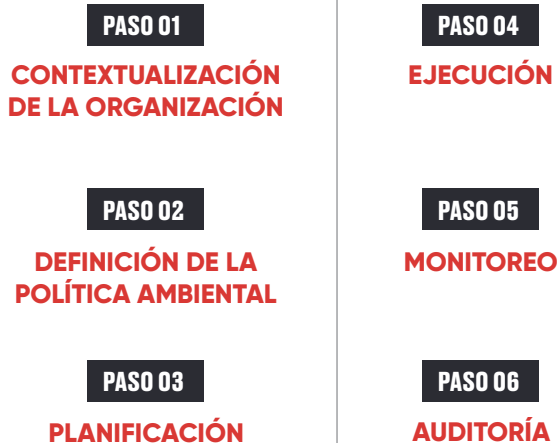 PASO 01
CONTEXTUALIZACIÓN
DE LA ORGANIZACIÓN
PASO 02
DEFINICIÓN DE LA
POLÍTICA AMBIENTAL
PASO 03
PLANIFICACIÓN
PASO 04
EJECUCIÓN
PASO 05
MONITOREO
PASO 06
AUDITORÍA